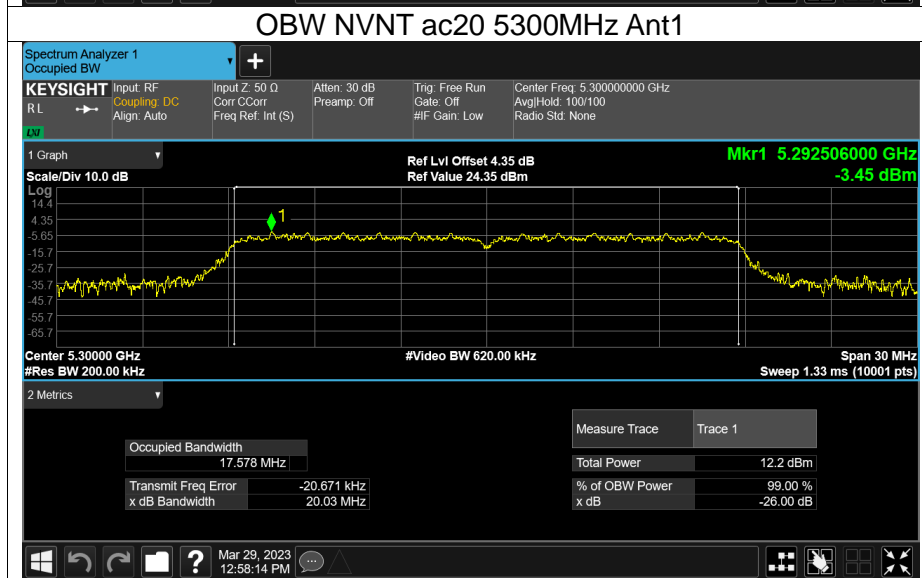 OBW NVNT ac20 5300MHz Ant1
Spectrum Analyzer 1
Occupied BW
+
KEYSIGHT Input: RF Input Z: 50 Ω Atten: 30 dB Trig: Free Run Center Freq: 5.300000000 GHz
R L Coupling: DC Corr CCorr Preamp: Off Gate: Off Avg|Hold: 100/100
Align: Auto Freq Ref: Int (S) #IF Gain: Low Radio Std: None
LXI
1 Graph Ref Lvl Offset 4.35 dB Mkr1 5.292506000 GHz
Scale/Div 10.0 dB Ref Value 24.35 dBm -3.45 dBm
Log
14.4
4.35
1
-5.65
-15.7
-25.7
-35.7
-45.7
-55.7
-65.7
Center 5.30000 GHz #Video BW 620.00 kHz Span 30 MHz
#Res BW 200.00 kHz Sweep 1.33 ms (10001 pts)
2 Metrics
Measure Trace Trace 1
Occupied Bandwidth
17.578 MHz Total Power 12.2 dBm
Transmit Freq Error -20.671 kHz % of OBW Power 99.00 %
x dB Bandwidth 20.03 MHz x dB -26.00 dB
? Mar 29, 2023
12:58:14 PM